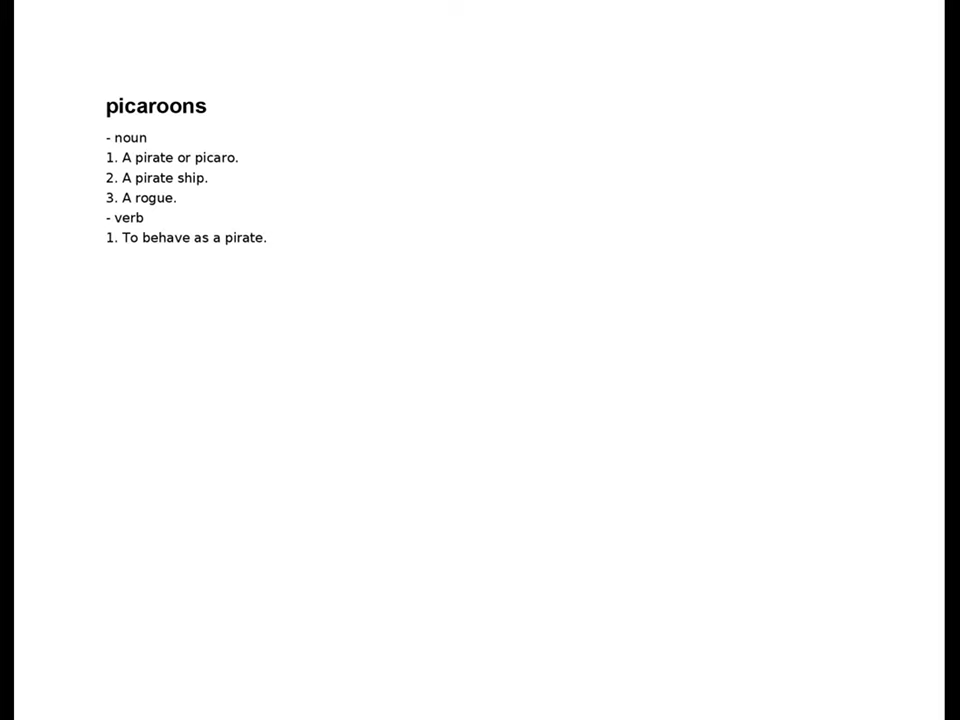 picaroons
- noun
1. A pirate or picaro.
2. A pirate ship.
3. A rogue.
- verb
1. To behave as a pirate.